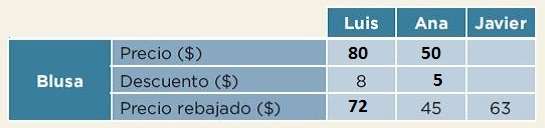 Luis Ana Javier
Blusa
Precio ($) 80 50
Descuento ($) 8 5
Precio rebajado ($) 72 45 63